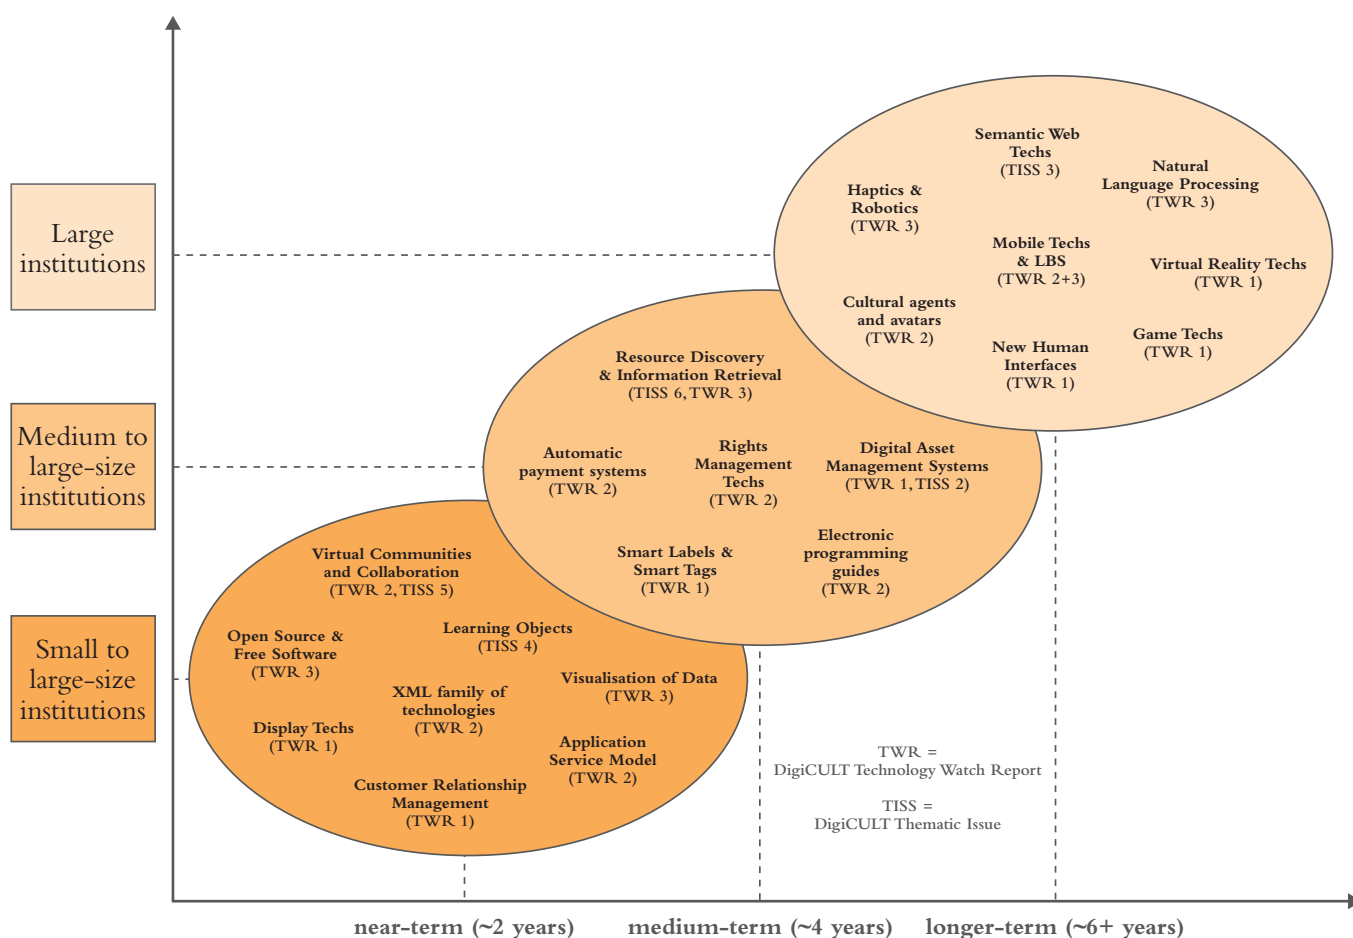 Large
institutions
Medium to
large-size
institutions
Small to
large-size
institutions
Semantic Web
Techs
(TISS 3)
Natural
Language Processing
(TWR 3)
Haptics &
Robotics
(TWR 3)
Mobile Techs
& LBS
(TWR 2+3)
Virtual Reality Techs
(TWR 1)
Cultural agents
and avatars
(TWR 2)
New Human
Interfaces
(TWR 1)
Game Techs
(TWR 1)
Resource Discovery
& Information Retrieval
(TISS 6, TWR 3)
Automatic
payment systems
(TWR 2)
Rights
Management
Techs
(TWR 2)
Digital Asset
Management Systems
(TWR 1, TISS 2)
Smart Labels &
Smart Tags
(TWR 1)
Electronic
programming
guides
(TWR 2)
Virtual Communities
and Collaboration
(TWR 2, TISS 5)
Open Source &
Free Software
(TWR 3)
Learning Objects
(TISS 4)
Visualisation of Data
(TWR 3)
XML family of
technologies
(TWR 2)
Display Techs
(TWR 1)
Application
Service Model
(TWR 2)
Customer Relationship
Management
(TWR 1)
TWR =
DigiCULT Technology Watch Report
TISS =
DigiCULT Thematic Issue
near-term (~2 years)
medium-term (~4 years)
longer-term (~6+ years)